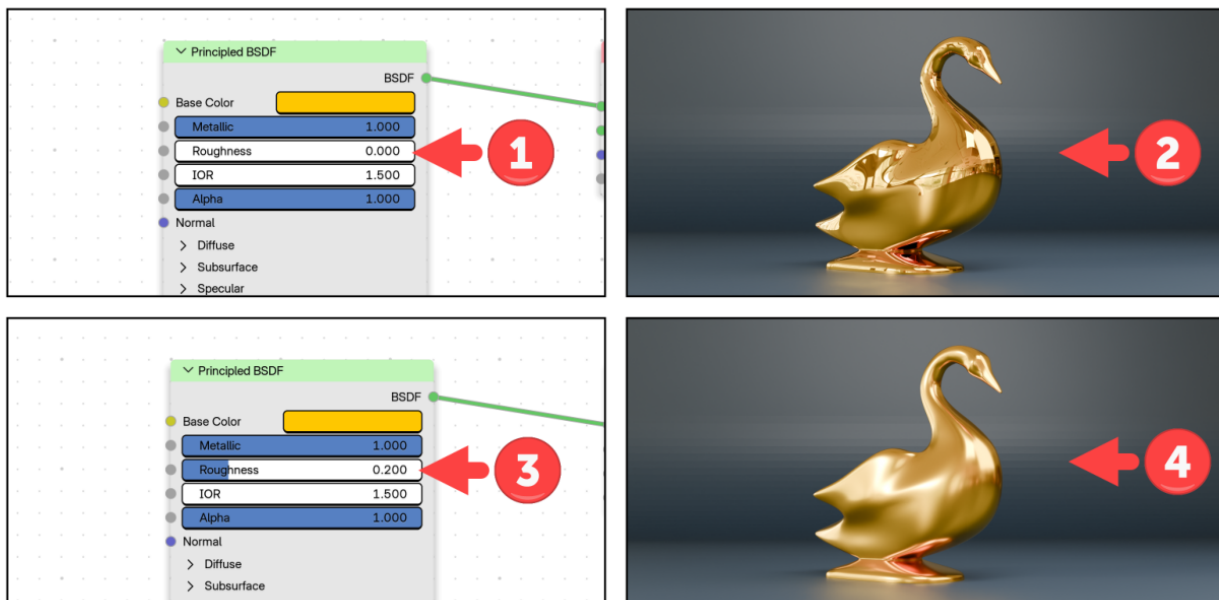 Principled BSDF
BSDF
Base Color
Metallic 1.000
Roughness 0.000
1
IOR 1.500
Alpha 1.000
Normal
Diffuse
Subsurface
Specular
2
Principled BSDF
BSDF
Base Color
Metallic 1.000
Roughness 0.200
3
IOR 1.500
Alpha 1.000
Normal
Diffuse
Subsurface
4